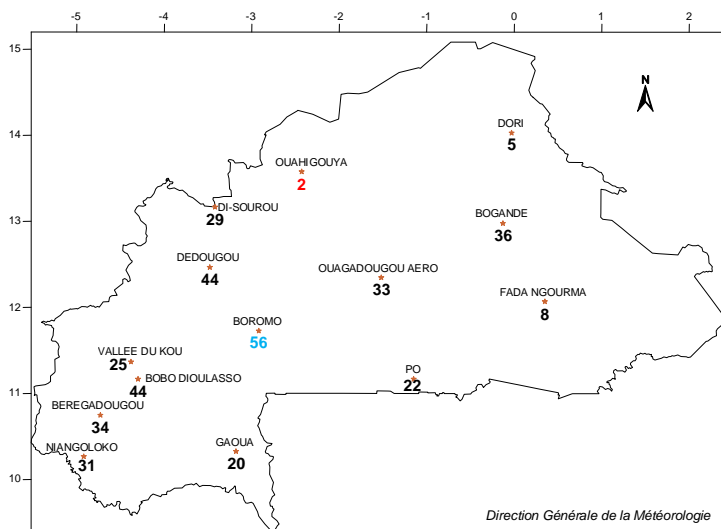 -5 -4 -3 -2 -1 0 1 2
15
14
13
12
11
10
N
DORI
5
OUAHIGOUYA
2
DI-SOUROU
29
BOGANDE
36
DEDOUGOU
44
OUAGADOUGOU AERO
33
FADA NGOURMA
8
BOROMO
56
VALLEE DU KOU
25
BOBO DIOULASSO
44
PO
22
BEREGADOUGOU
34
NIANGOLOKO
31
GAOUA
20
Direction Générale de la Météorologie